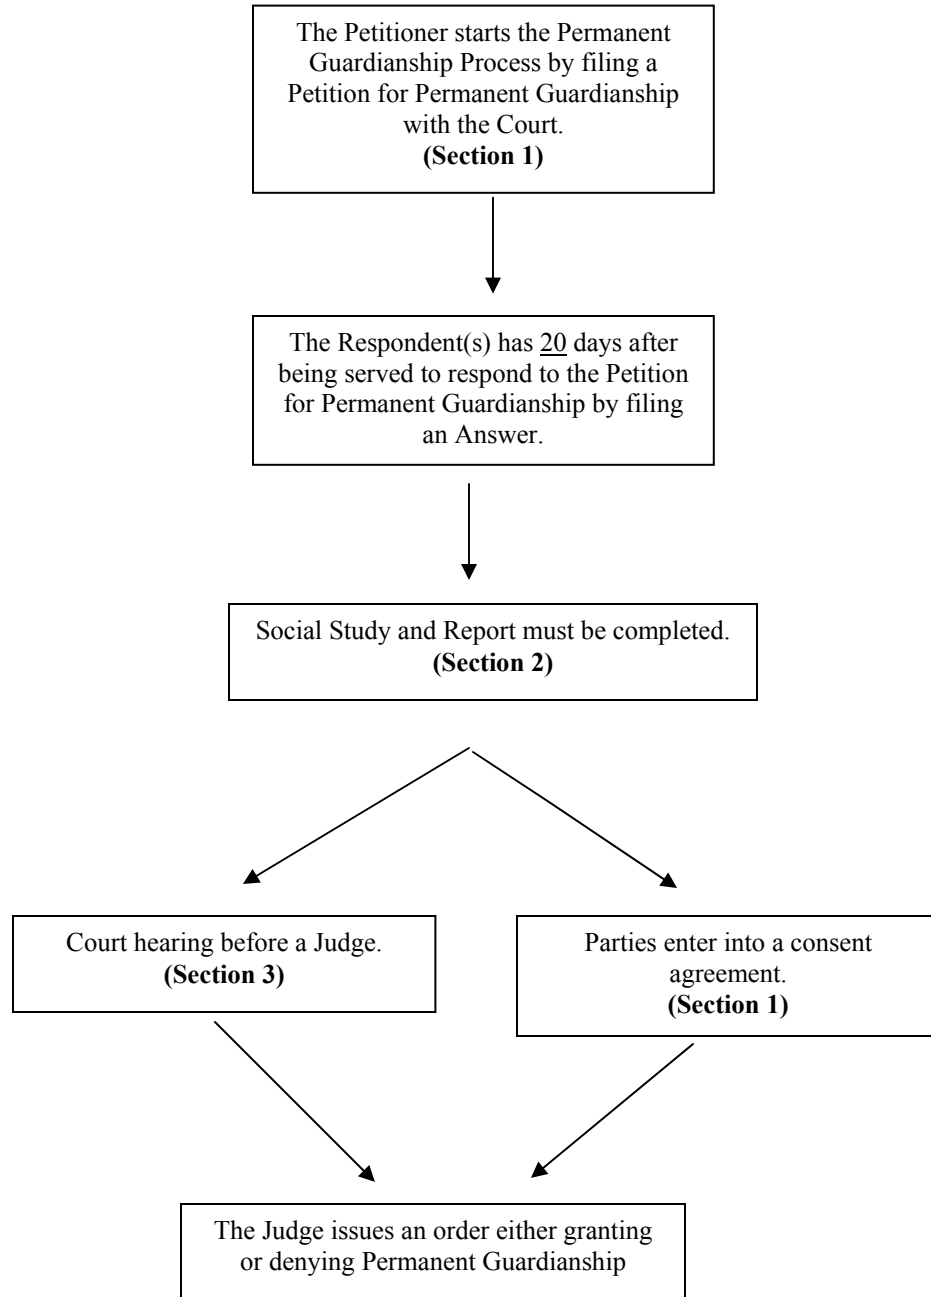 The Petitioner starts the Permanent
Guardianship Process by filing a
Petition for Permanent Guardianship
with the Court.
(Section 1)
The Respondent(s) has 20 days after
being served to respond to the Petition
for Permanent Guardianship by filing
an Answer.
Social Study and Report must be completed.
(Section 2)
Court hearing before a Judge.
(Section 3)
Parties enter into a consent
agreement.
(Section 1)
The Judge issues an order either granting
or denying Permanent Guardianship